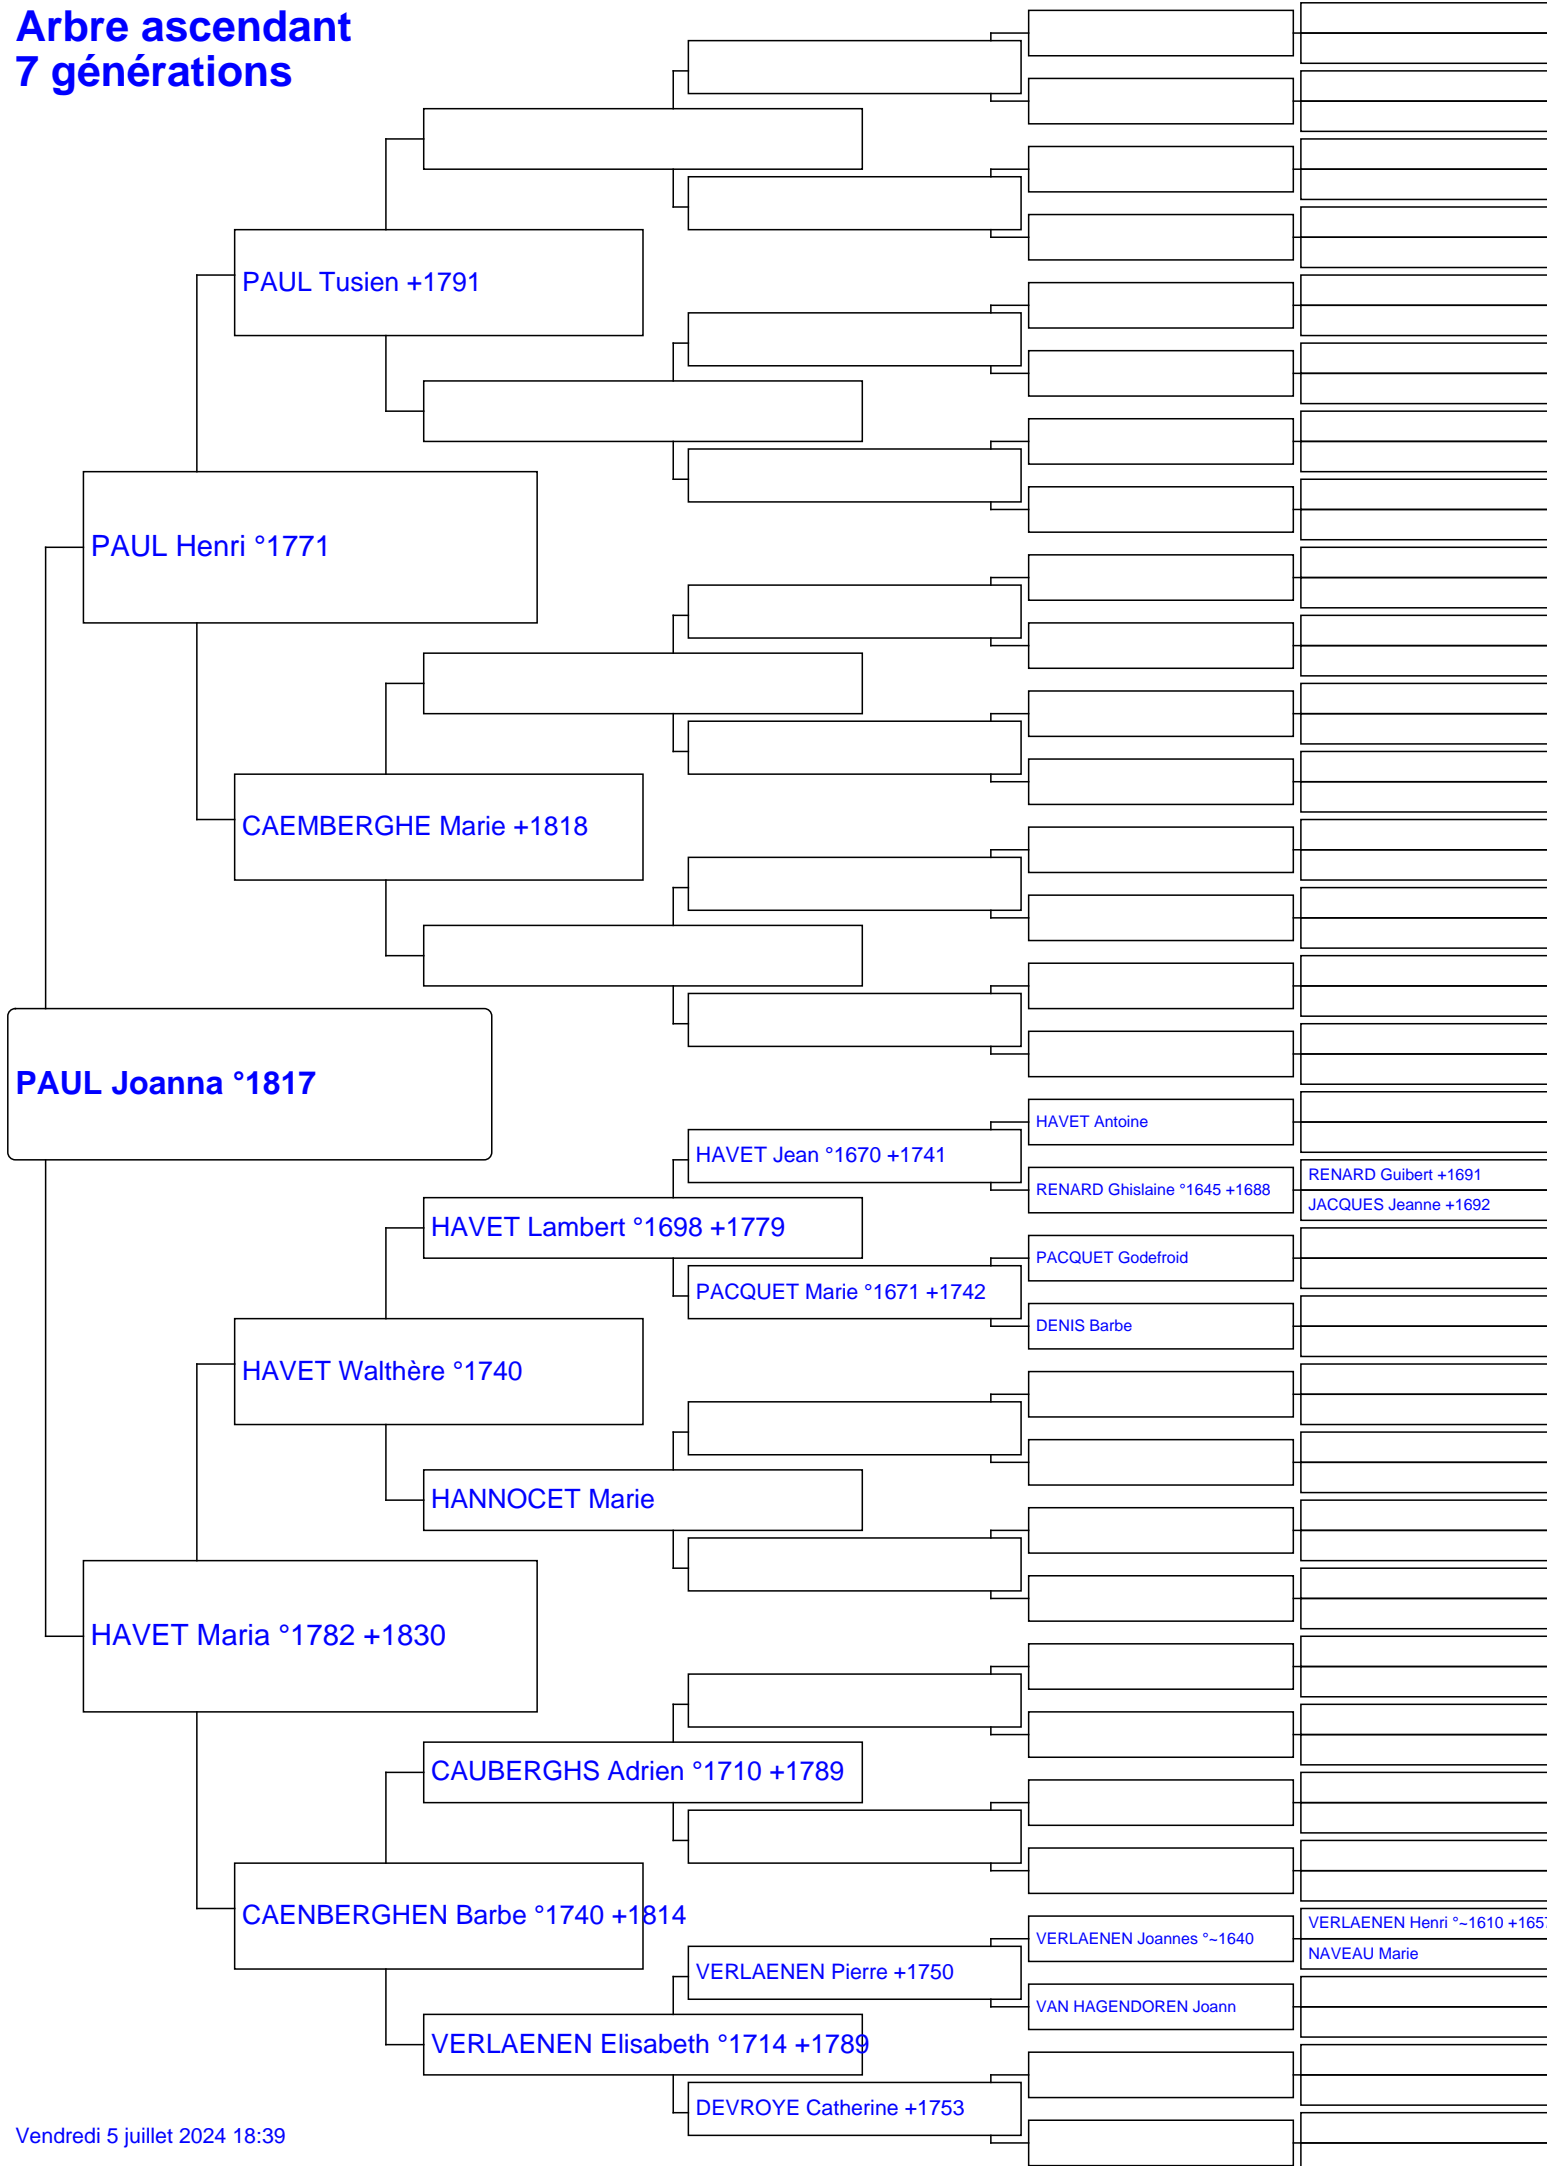 Arbre ascendant
7 générations
PAUL Tusien +1791
PAUL Henri °1771
CAEMBERGHE Marie +1818
PAUL Joanna °1817
HAVET Antoine
HAVET Jean °1670 +1741
RENARD Guibert +1691
RENARD Ghislaine °1645 +1688
JACQUES Jeanne +1692
HAVET Lambert °1698 +1779
PACQUET Godefroid
PACQUET Marie °1671 +1742
DENIS Barbe
HAVET Walthère °1740
HANNOCET Marie
HAVET Maria °1782 +1830
CAUBERGHS Adrien °1710 +1789
CAENBERGHEN Barbe °1740 +1814
VERLAENEN Henri °~1610 +1657
VERLAENEN Joannes °~1640
NAVEAU Marie
VERLAENEN Pierre +1750
VAN HAGENDOREN Joann
VERLAENEN Elisabeth °1714 +1789
DEVROYE Catherine +1753
Vendredi 5 juillet 2024 18:39